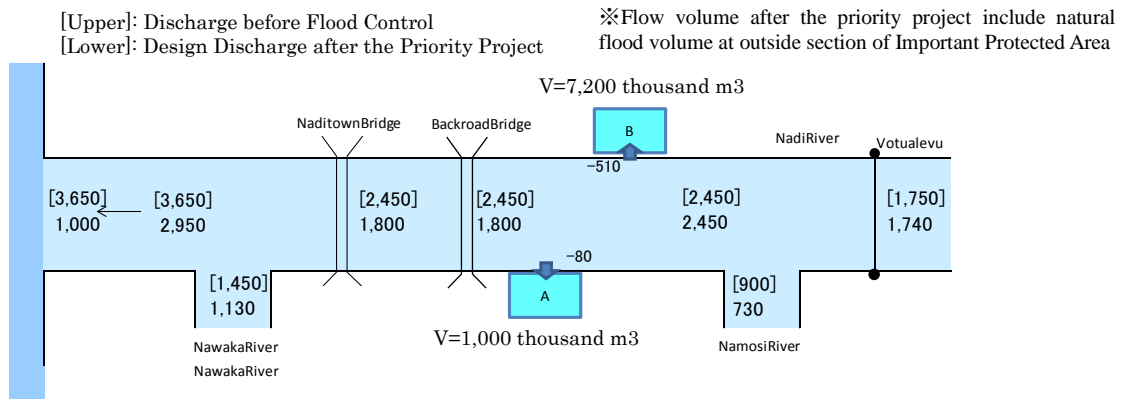 [Upper]: Discharge before Flood Control
[Lower]: Design Discharge after the Priority Project
※Flow volume after the priority project include natural
flood volume at outside section of Important Protected Area
V=7,200 thousand m3
NaditownBridge
BackroadBridge
B
NadiRiver
Votualevu
-510
[3,650]
1,000
[3,650]
2,950
[2,450]
1,800
[2,450]
1,800
[2,450]
2,450
[1,750]
1,740
-80
[1,450]
1,130
A
[900]
730
V=1,000 thousand m3
NawakaRiver
NawakaRiver
NamosiRiver